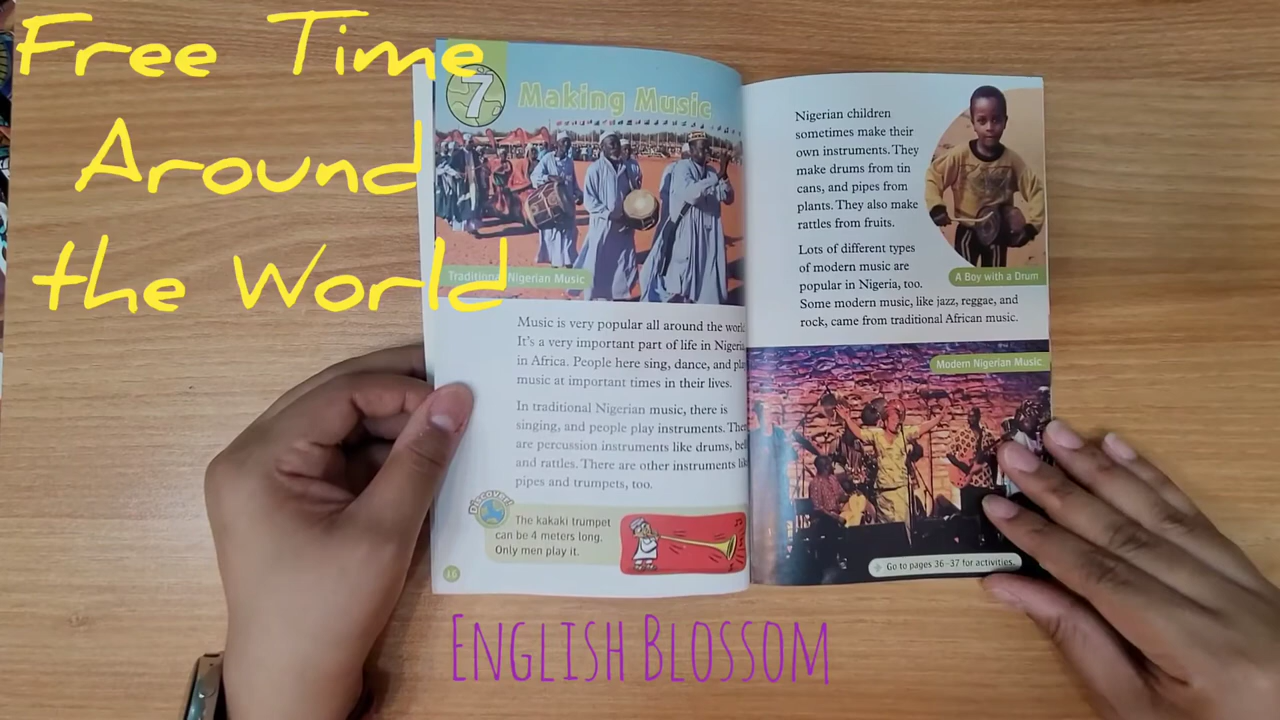 Free Time
Around
the World
7
Making Music
Traditional Nigerian Music
Music is very popular all around the world.
It's a very important part of life in Nigeria,
in Africa. People here sing, dance, and play
music at important times in their lives.
In traditional Nigerian music, there is
singing, and people play instruments. There
are percussion instruments like drums, bells,
and rattles. There are other instruments like
pipes and trumpets, too.
Discover!
The kakaki trumpet
can be 4 meters long.
Only men play it.
16
Nigerian children
sometimes make their
own instruments. They
make drums from tin
cans, and pipes from
plants. They also make
rattles from fruits.
A Boy with a Drum
Lots of different types
of modern music are
popular in Nigeria, too.
Some modern music, like jazz, reggae, and
rock, came from traditional African music.
Modern Nigerian Music
Go to pages 36–37 for activities.
English Blossom